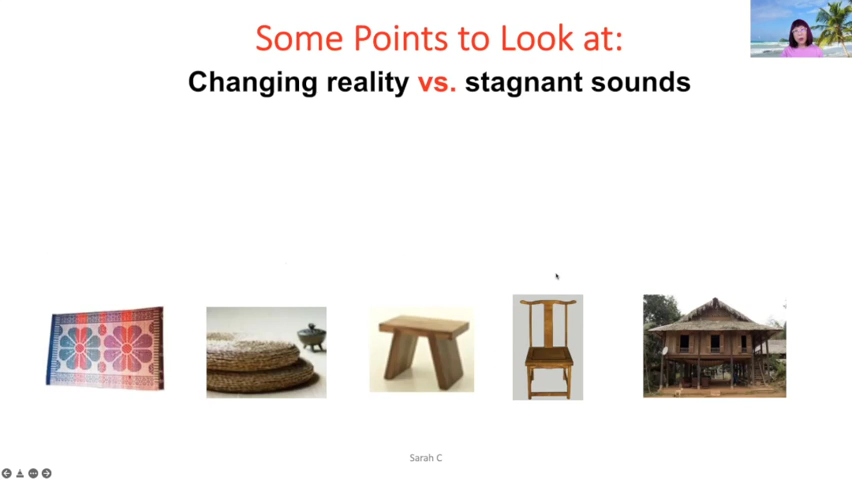 Some Points to Look at:
Changing reality vs. stagnant sounds
Sarah C